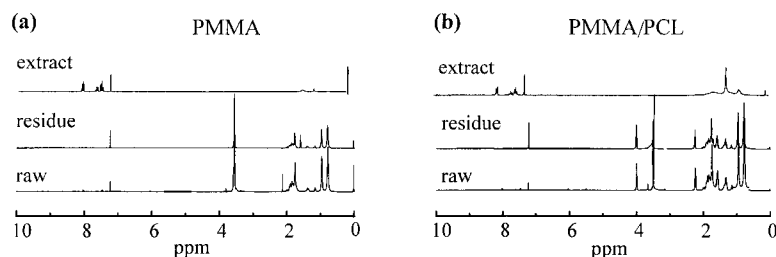 (a) PMMA
extract
residue
raw
10 8 6 4 2 0
ppm
(b) PMMA/PCL
extract
residue
raw
10 8 6 4 2 0
ppm